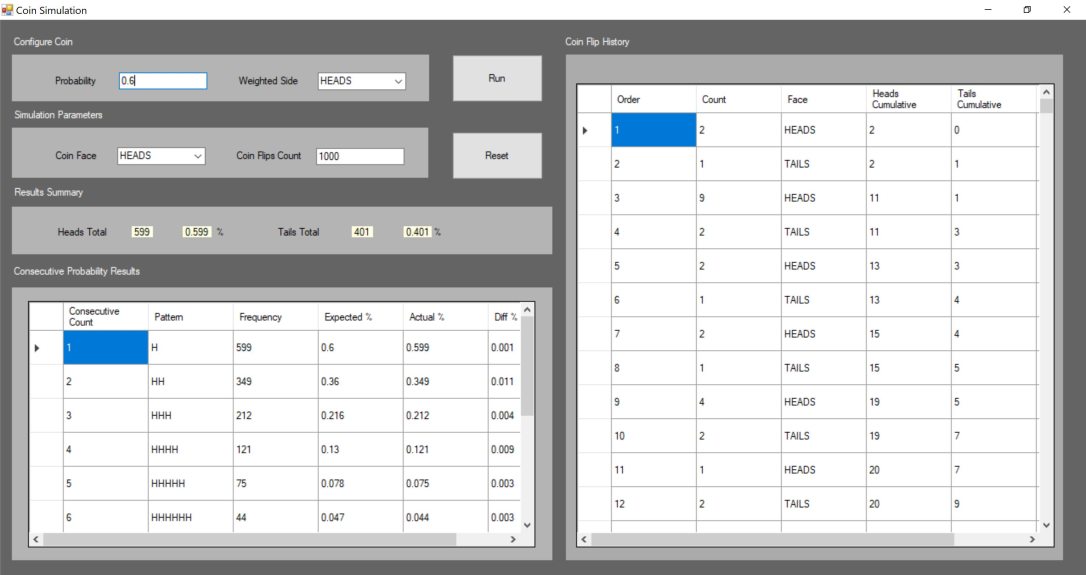 Coin Simulation
Configure Coin
Probability 0.6 Weighted Side HEADS
Run
Simulation Parameters
Coin Face HEADS Coin Flips Count 1000
Reset
Results Summary
Heads Total 599 0.599 % Tails Total 401 0.401 %
Consecutive Probability Results
Consecutive Count Pattern Frequency Expected % Actual % Diff %
1 H 599 0.6 0.599 0.001
2 HH 349 0.36 0.349 0.011
3 HHH 212 0.216 0.212 0.004
4 HHHH 121 0.13 0.121 0.009
5 HHHHH 75 0.078 0.075 0.003
6 HHHHHH 44 0.047 0.044 0.003
Coin Flip History
Order Count Face Heads Cumulative Tails Cumulative
1 2 HEADS 2 0
2 1 TAILS 2 1
3 9 HEADS 11 1
4 2 TAILS 11 3
5 2 HEADS 13 3
6 1 TAILS 13 4
7 2 HEADS 15 4
8 1 TAILS 15 5
9 4 HEADS 19 5
10 2 TAILS 19 7
11 1 HEADS 20 7
12 2 TAILS 20 9